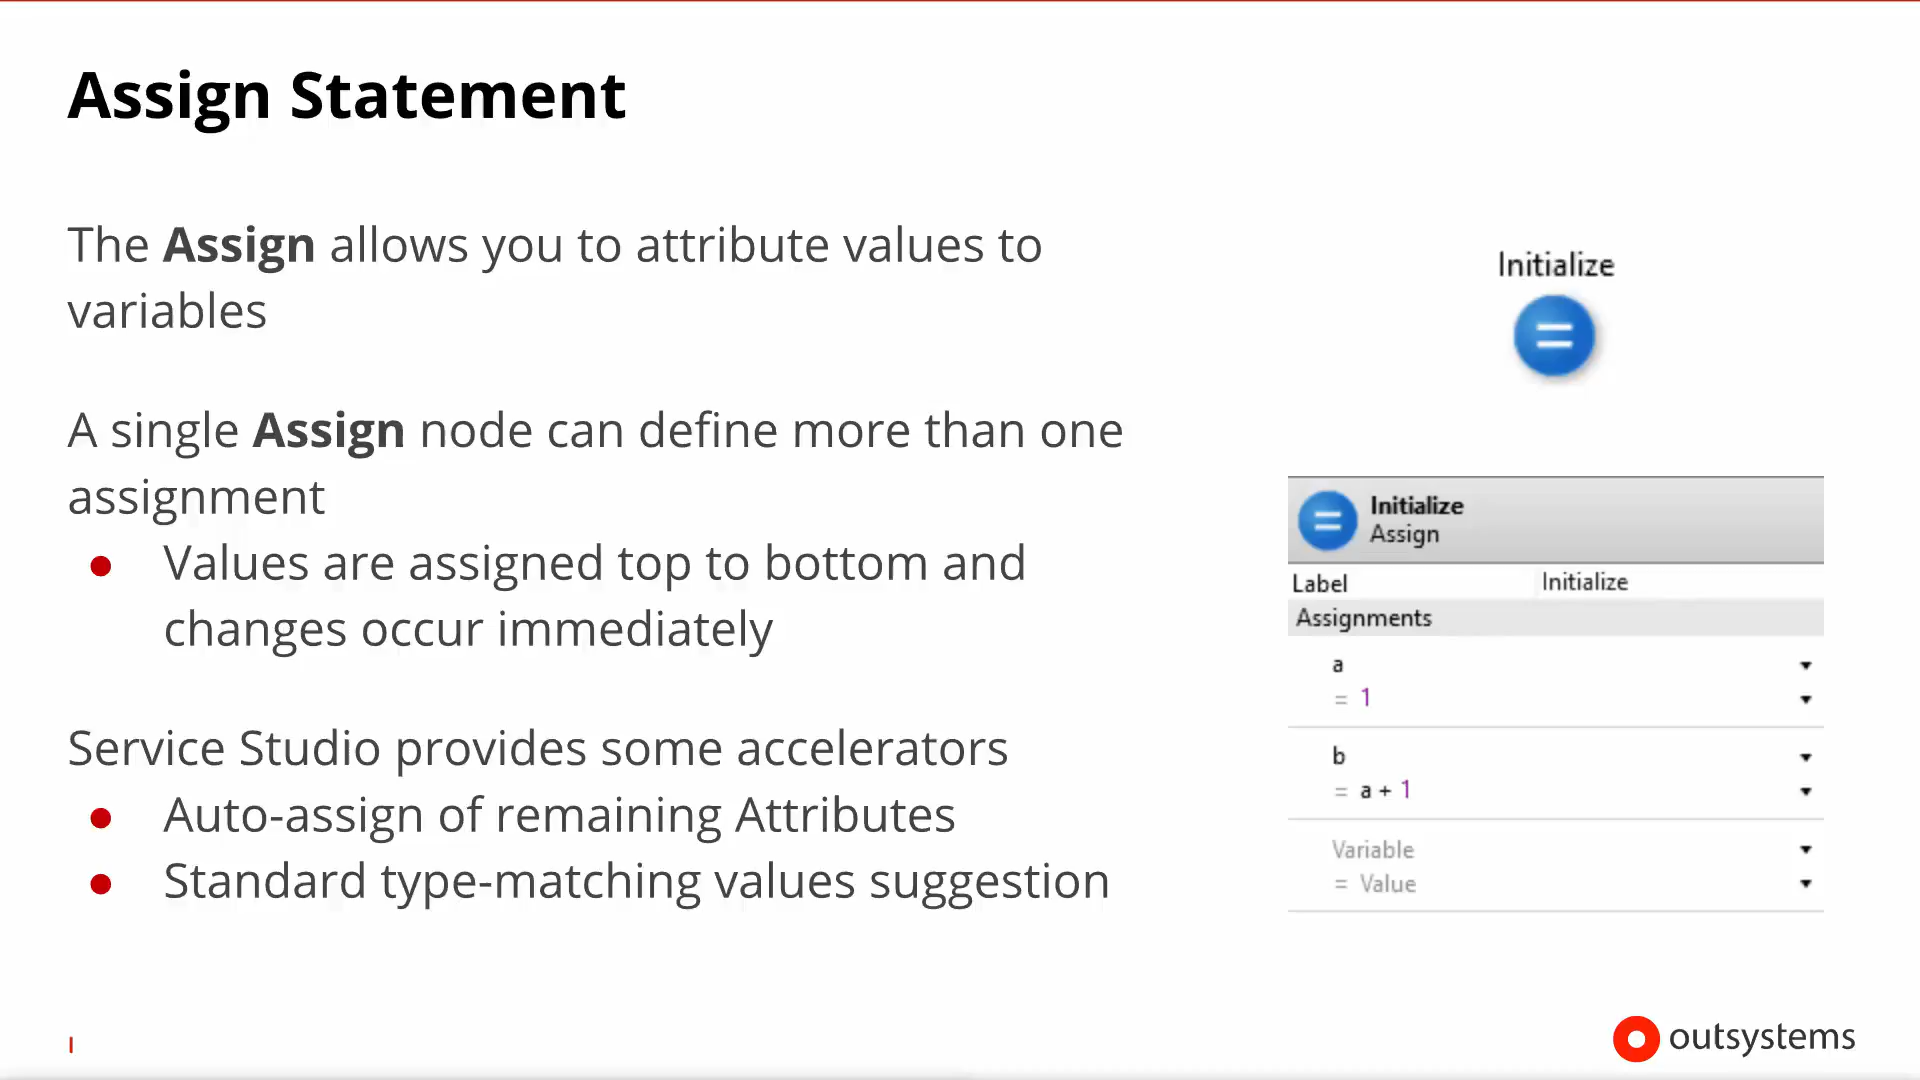 Assign Statement
The Assign allows you to attribute values to
variables
A single Assign node can define more than one
assignment
● Values are assigned top to bottom and
changes occur immediately
Service Studio provides some accelerators
● Auto-assign of remaining Attributes
● Standard type-matching values suggestion
Initialize
=
Initialize
Assign
Label Initialize
Assignments
a
= 1
b
= a + 1
Variable
= Value
I
outsystems